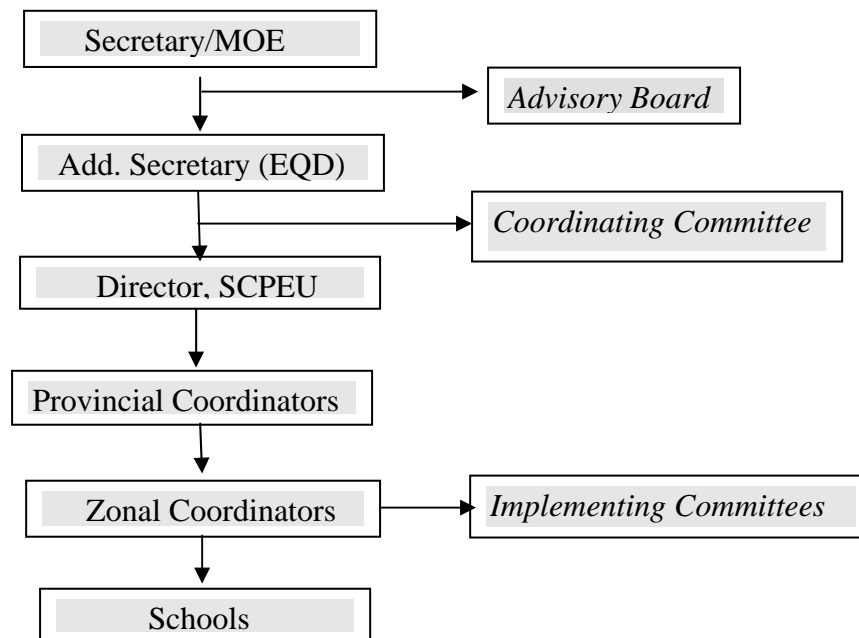 Secretary/MOE
Advisory Board
Add. Secretary (EQD)
Coordinating Committee
Director, SCPEU
Provincial Coordinators
Zonal Coordinators
Implementing Committees
Schools